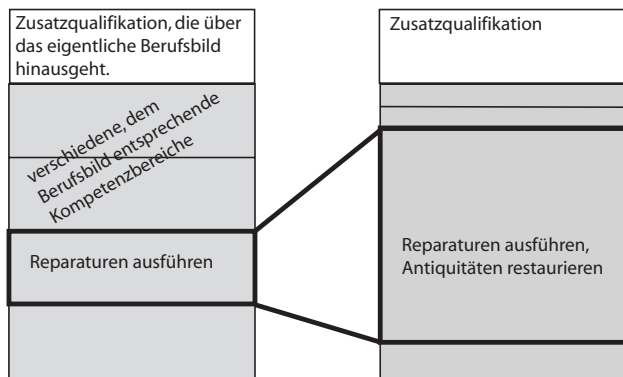 Zusatzqualifikation, die über
das eigentliche Berufsbild
hinausgeht.
verschiedene, dem
Berufsbild entsprechende
Kompetenzbereiche
Reparaturen ausführen
Zusatzqualifikation
Reparaturen ausführen,
Antiquitäten restaurieren